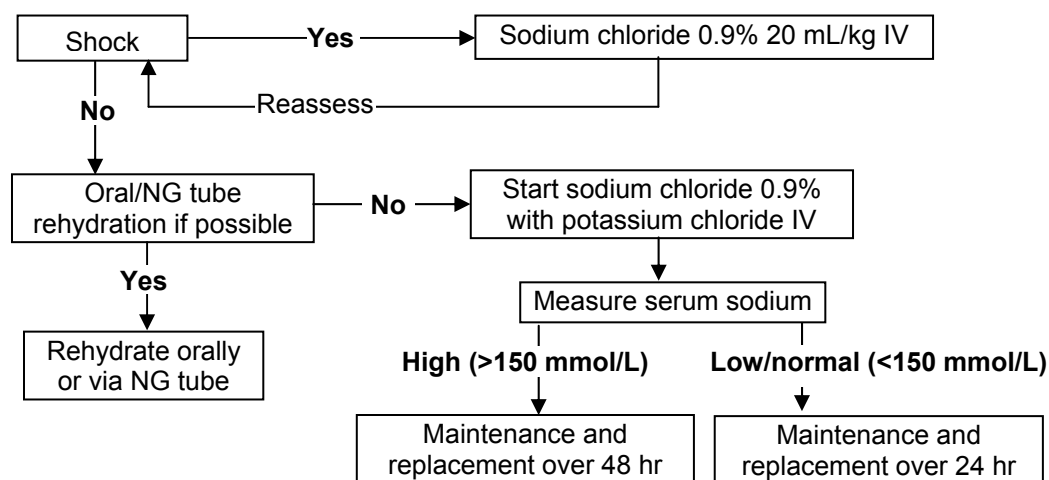 Shock
Yes
Sodium chloride 0.9% 20 mL/kg IV
Reassess
No
Oral/NG tube
rehydration if possible
No
Start sodium chloride 0.9%
with potassium chloride IV
Yes
Measure serum sodium
Rehydrate orally
or via NG tube
High (>150 mmol/L)
Low/normal (<150 mmol/L)
Maintenance and
replacement over 48 hr
Maintenance and
replacement over 24 hr